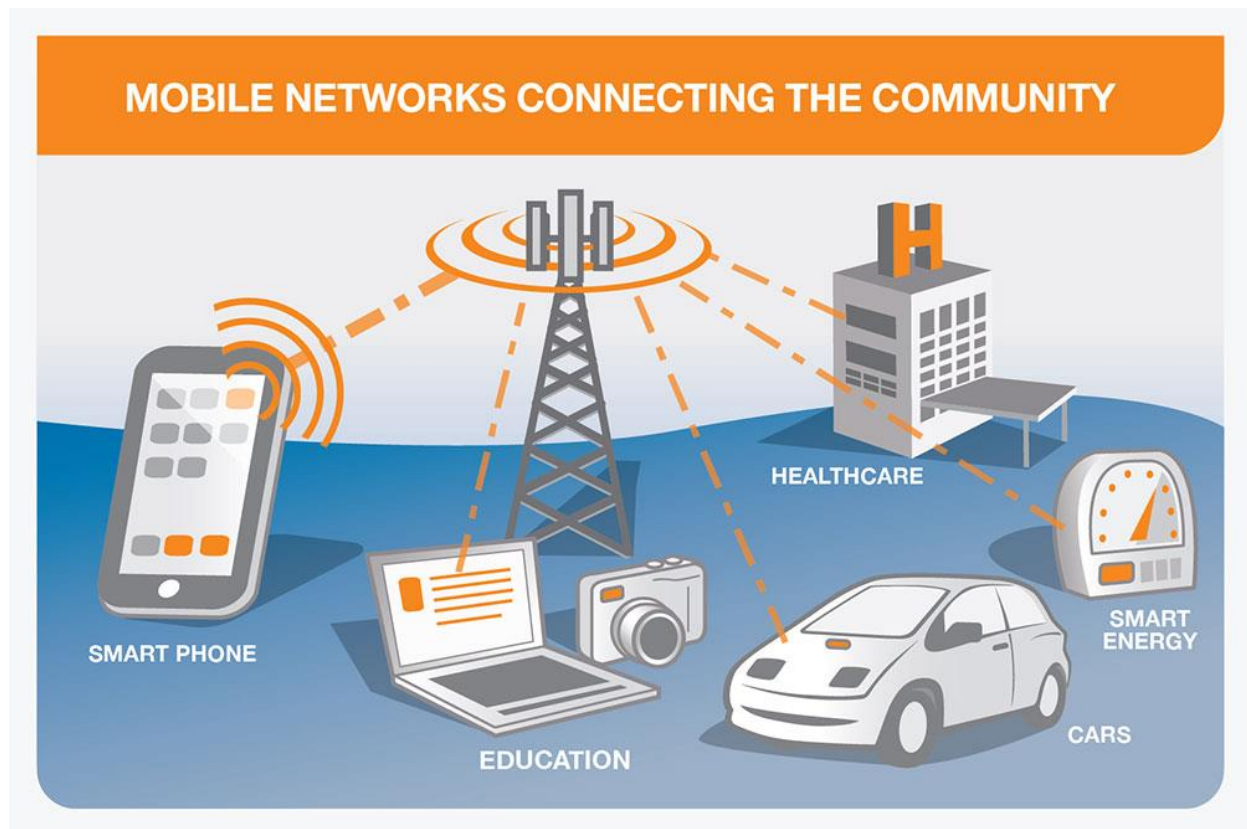 MOBILE NETWORKS CONNECTING THE COMMUNITY
H
HEALTHCARE
SMART PHONE
SMART
ENERGY
EDUCATION
CARS